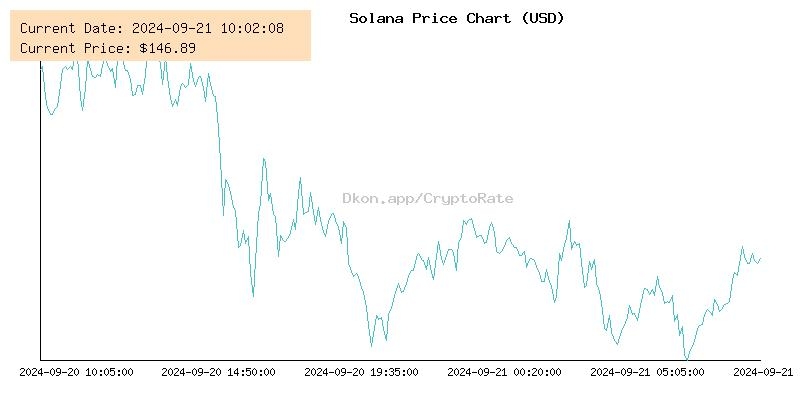 Solana Price Chart (USD)
Current Date: 2024-09-21 10:02:08
Current Price: $146.89
Dkon.app/CryptoRate
2024-09-20 10:05:00 2024-09-20 14:50:00 2024-09-20 19:35:00 2024-09-21 00:20:00 2024-09-21 05:05:00 2024-09-21